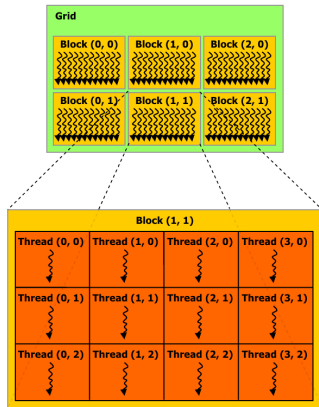 Grid
Block (0, 0) Block (1, 0) Block (2, 0)
Block (0, 1) Block (1, 1) Block (2, 1)
Block (1, 1)
Thread (0, 0) Thread (1, 0) Thread (2, 0) Thread (3, 0)
Thread (0, 1) Thread (1, 1) Thread (2, 1) Thread (3, 1)
Thread (0, 2) Thread (1, 2) Thread (2, 2) Thread (3, 2)